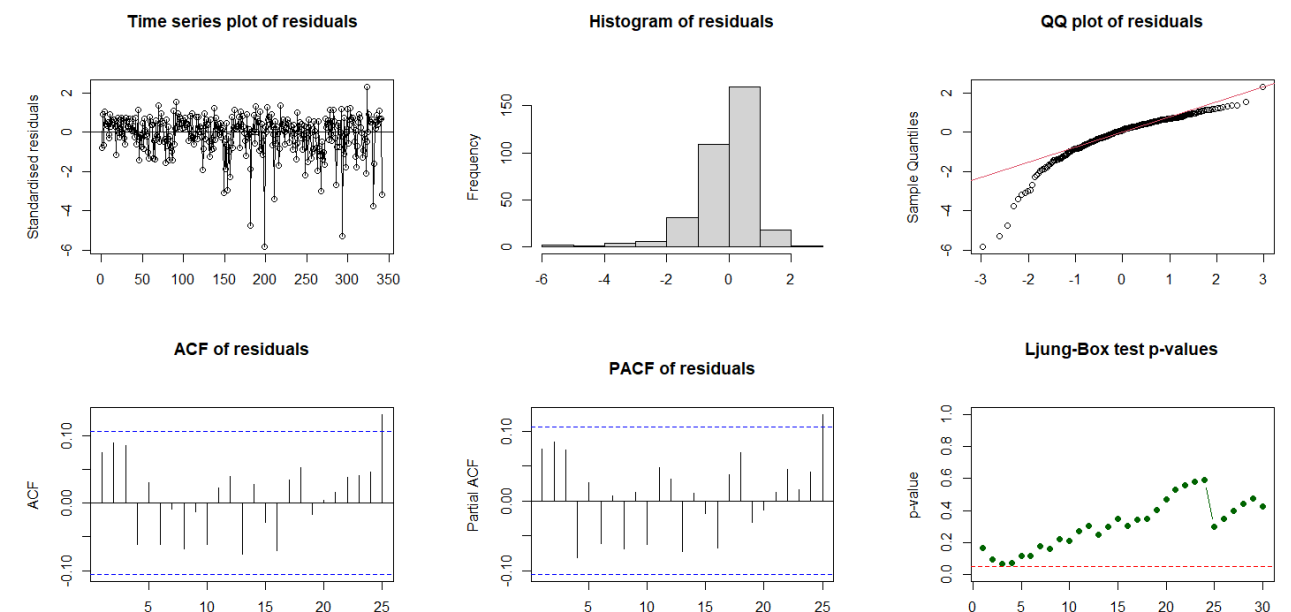 Time series plot of residuals
Standardised residuals
2
0
-2
-4
-6
0 50 100 150 200 250 300 350
Histogram of residuals
Frequency
150
100
50
0
-6 -4 -2 0 2
QQ plot of residuals
Sample Quantiles
2
0
-2
-4
-6
-3 -2 -1 0 1 2 3
ACF of residuals
ACF
0.10
0.00
-0.10
5 10 15 20 25
PACF of residuals
Partial ACF
0.10
0.00
-0.10
5 10 15 20 25
Ljung-Box test p-values
p-value
1.0
0.8
0.6
0.4
0.2
0.0
0 5 10 15 20 25 30